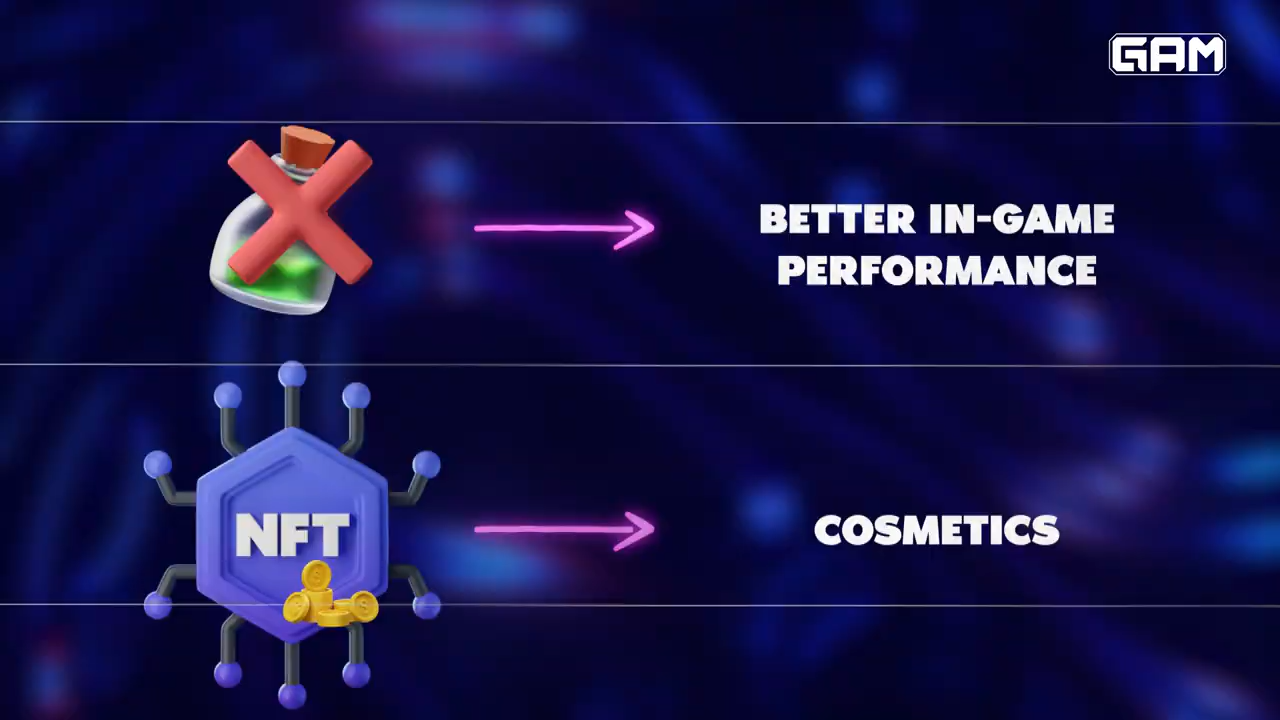 GAM
BETTER IN-GAME
PERFORMANCE
NFT
COSMETICS